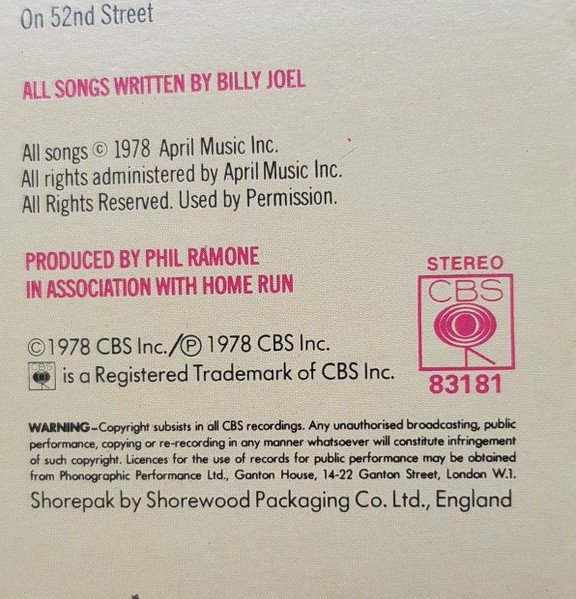 On 52nd Street
ALL SONGS WRITTEN BY BILLY JOEL
All songs © 1978 April Music Inc.
All rights administered by April Music Inc.
All Rights Reserved. Used by Permission.
PRODUCED BY PHIL RAMONE
IN ASSOCIATION WITH HOME RUN
STEREO
CBS
83181
©1978 CBS Inc./℗ 1978 CBS Inc.
CBS is a Registered Trademark of CBS Inc.
WARNING–Copyright subsists in all CBS recordings. Any unauthorised broadcasting, public
performance, copying or re-recording in any manner whatsoever will constitute infringement
of such copyright. Licences for the use of records for public performance may be obtained
from Phonographic Performance Ltd., Ganton House, 14-22 Ganton Street, London W.1.
Shorepak by Shorewood Packaging Co. Ltd., England